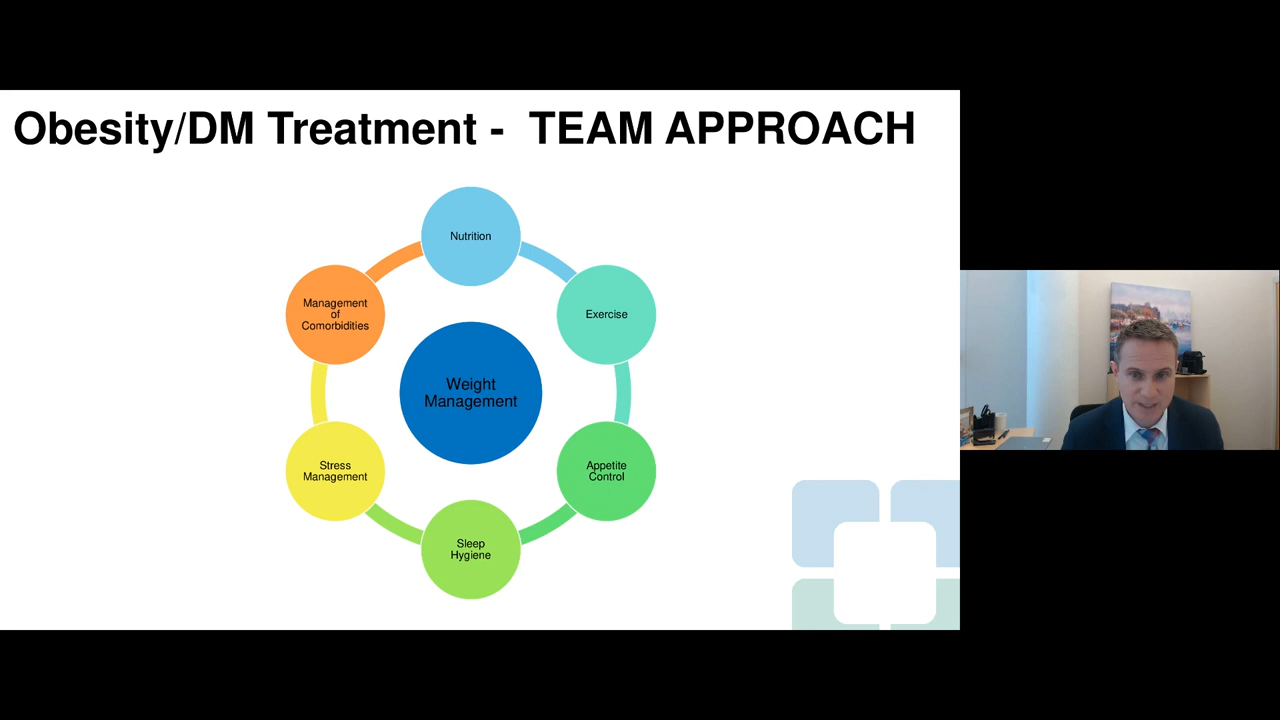 Obesity/DM Treatment - TEAM APPROACH
Nutrition
Exercise
Appetite
Control
Sleep
Hygiene
Stress
Management
Management
of
Comorbidities
Weight
Management